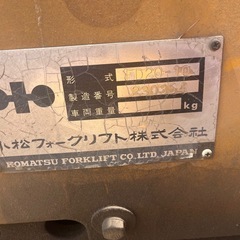 形式
製造番号
車両重量 kg
小松フォークリフト株式会社
KOMATSU FORKLIFT CO.,LTD. JAPAN